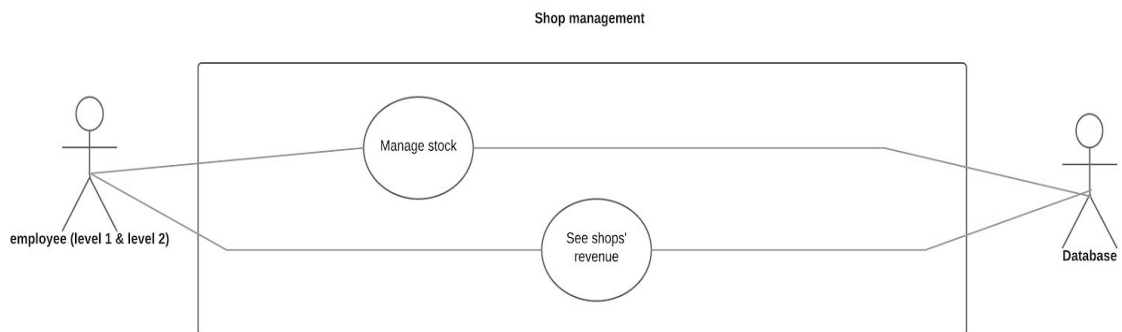 Shop management
Manage stock
employee (level 1 & level 2)
See shops'
revenue
Database